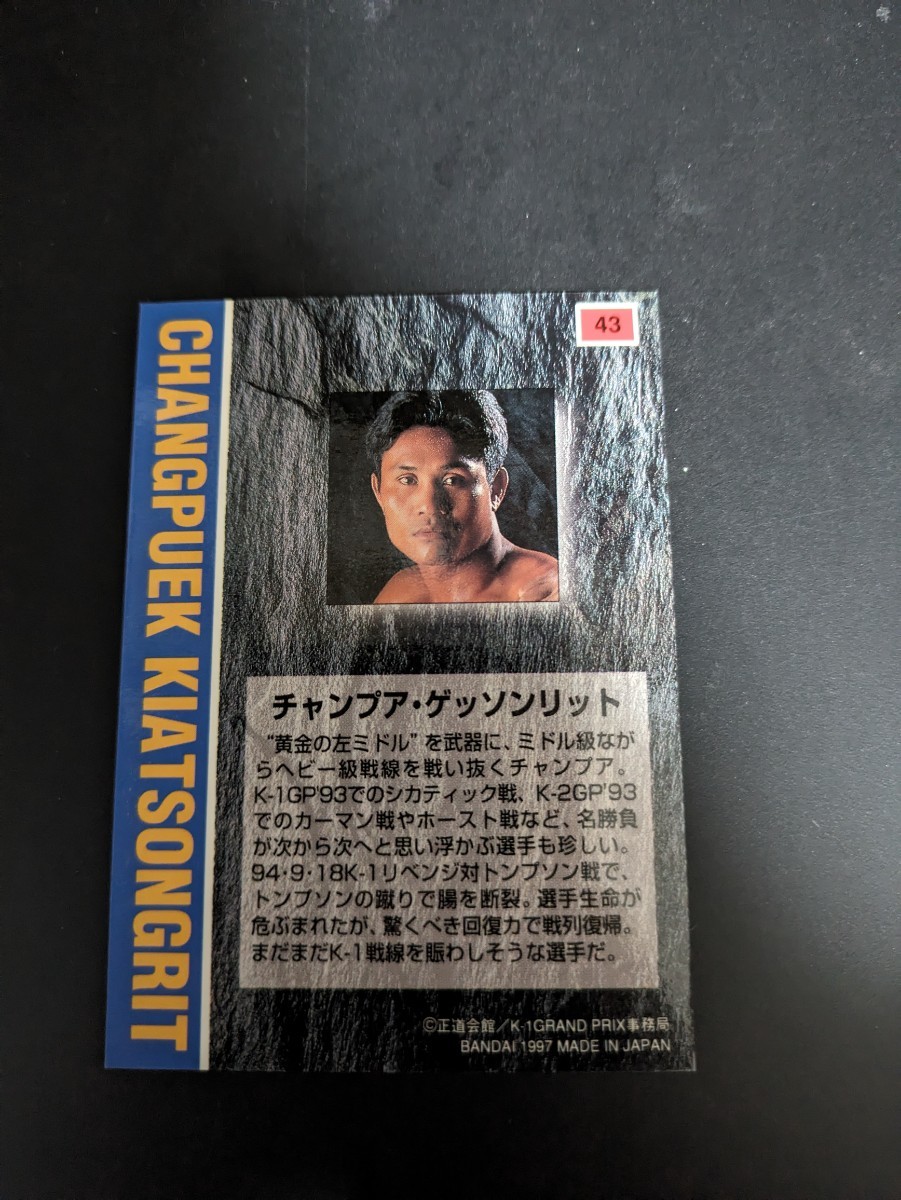 43
CHANGPUEK KIATSONGRIT
チャンプア・ゲッソンリット
“黄金の左ミドル”を武器に、ミドル級なが
らヘビー級戦線を戦い抜くチャンプア。
K-1GP'93でのシカティック戦、K-2GP'93
でのカーマン戦やホースト戦など、名勝負
が次から次へと思い浮かぶ選手も珍しい。
94・9・18K-1リベンジ対トンプソン戦で、
トンプソンの蹴りで腸を断裂。選手生命が
危ぶまれたが、驚くべき回復力で戦列復帰。
まだまだK-1戦線を賑わしそうな選手だ。
©正道会館／K-1GRAND PRIX事務局
BANDAI 1997 MADE IN JAPAN